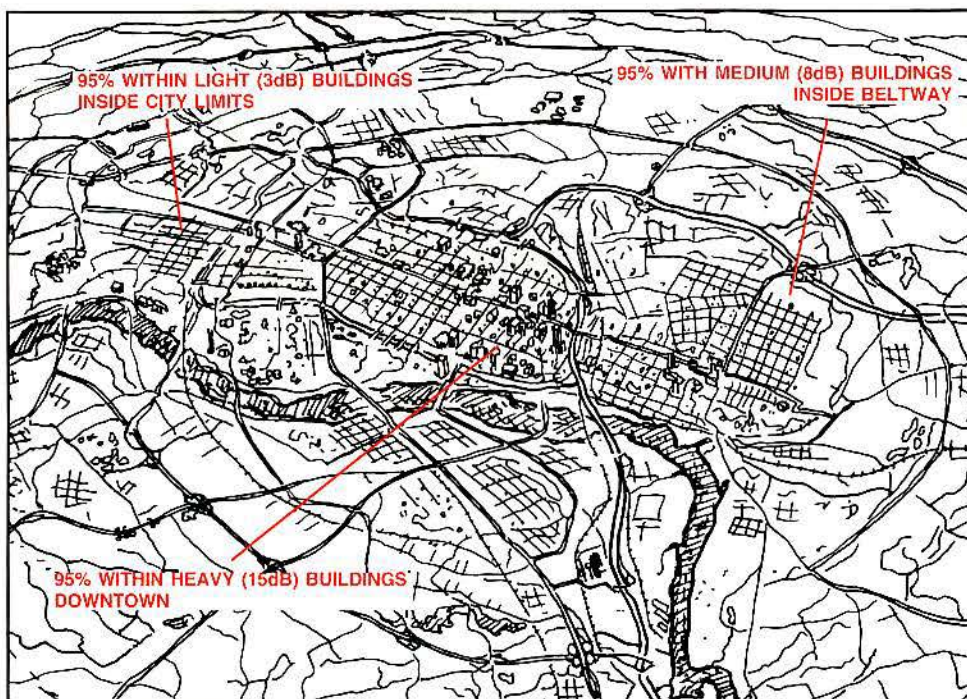 95% WITHIN LIGHT (3dB) BUILDINGS
INSIDE CITY LIMITS
95% WITH MEDIUM (8dB) BUILDINGS
INSIDE BELTWAY
95% WITHIN HEAVY (15dB) BUILDINGS
DOWNTOWN